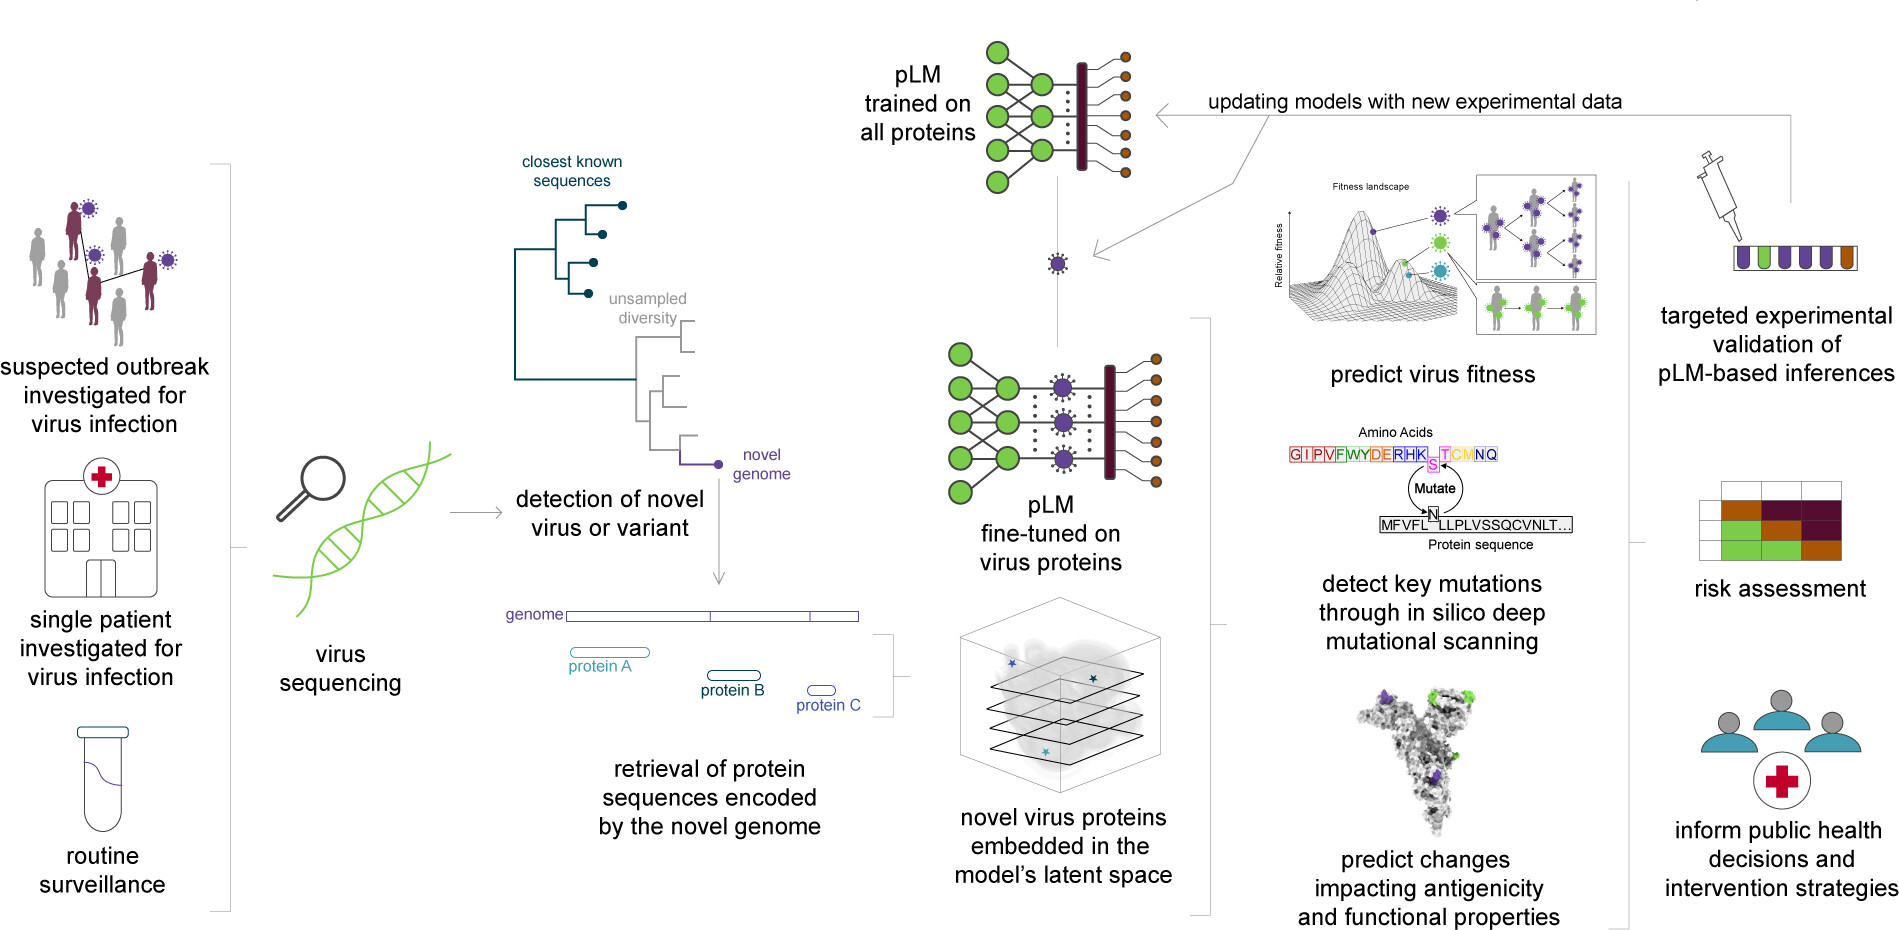 suspected outbreak
investigated for
virus infection
single patient
investigated for
virus infection
routine
surveillance
virus
sequencing
closest known
sequences
unsampled
diversity
novel
genome
detection of novel
virus or variant
genome
protein A
protein B
protein C
retrieval of protein
sequences encoded
by the novel genome
pLM
trained on
all proteins
pLM
fine-tuned on
virus proteins
novel virus proteins
embedded in the
model's latent space
updating models with new experimental data
Fitness landscape
Relative fitness
predict virus fitness
Amino Acids
GIPVFWYDERHKSTCMNQ
Mutate
N
MFVFL LLPLVSSQCVNLT...
Protein sequence
detect key mutations
through in silico deep
mutational scanning
predict changes
impacting antigenicity
and functional properties
targeted experimental
validation of
pLM-based inferences
risk assessment
inform public health
decisions and
intervention strategies